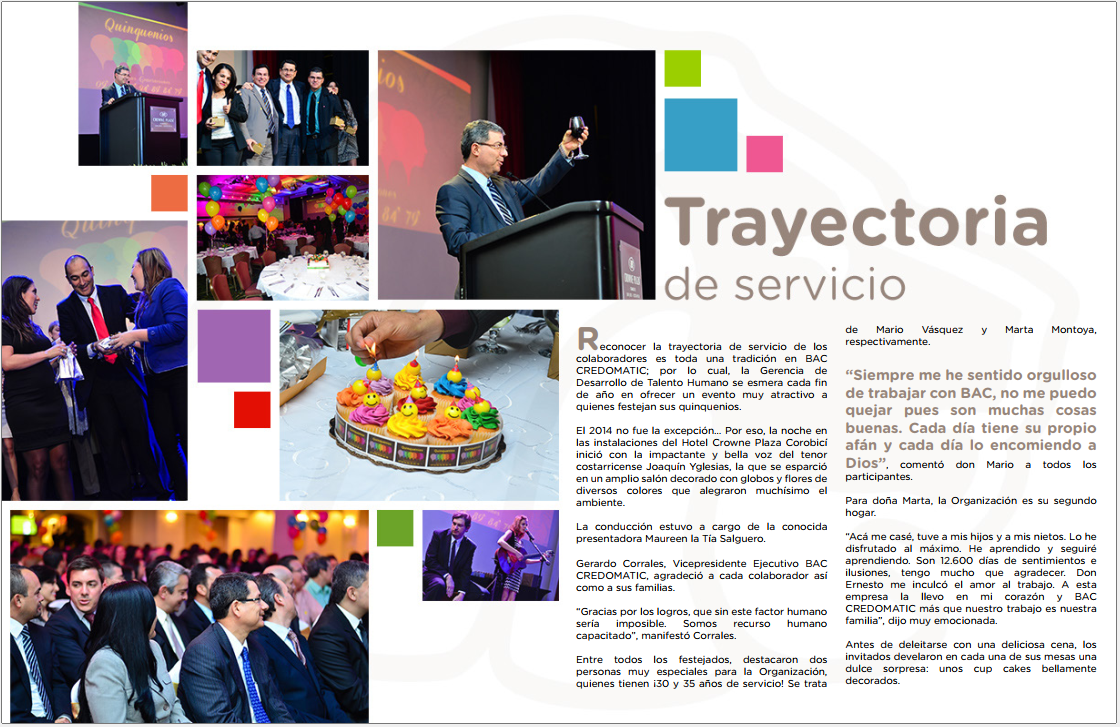 Quinquenios
CROWNE PLAZA
Trayectoria
de servicio
Reconocer la trayectoria de servicio de los
colaboradores es toda una tradición en BAC
CREDOMATIC; por lo cual, la Gerencia de
Desarrollo de Talento Humano se esmera cada fin
de año en ofrecer un evento muy atractivo a
quienes festejan sus quinquenios.
El 2014 no fue la excepción... Por eso, la noche en
las instalaciones del Hotel Crowne Plaza Corobicí
inició con la impactante y bella voz del tenor
costarricense Joaquín Yglesias, la que se esparció
en un amplio salón decorado con globos y flores de
diversos colores que alegraron muchísimo el
ambiente.
La conducción estuvo a cargo de la conocida
presentadora Maureen la Tía Salguero.
Gerardo Corrales, Vicepresidente Ejecutivo BAC
CREDOMATIC, agradeció a cada colaborador así
como a sus familias.
“Gracias por los logros, que sin este factor humano
sería imposible. Somos recurso humano
capacitado”, manifestó Corrales.
Entre todos los festejados, destacaron dos
personas muy especiales para la Organización,
quienes tienen ¡30 y 35 años de servicio! Se trata
de Mario Vásquez y Marta Montoya,
respectivamente.
“Siempre me he sentido orgulloso
de trabajar con BAC, no me puedo
quejar pues son muchas cosas
buenas. Cada día tiene su propio
afán y cada día lo encomiendo a
Dios”, comentó don Mario a todos los
participantes.
Para doña Marta, la Organización es su segundo
hogar.
“Acá me casé, tuve a mis hijos y a mis nietos. Lo he
disfrutado al máximo. He aprendido y seguiré
aprendiendo. Son 12.600 días de sentimientos e
ilusiones, tengo mucho que agradecer. Don
Ernesto me inculcó el amor al trabajo. A esta
empresa la llevo en mi corazón y BAC
CREDOMATIC más que nuestro trabajo es nuestra
familia”, dijo muy emocionada.
Antes de deleitarse con una deliciosa cena, los
invitados develaron en cada una de sus mesas una
dulce sorpresa: unos cup cakes bellamente
decorados.